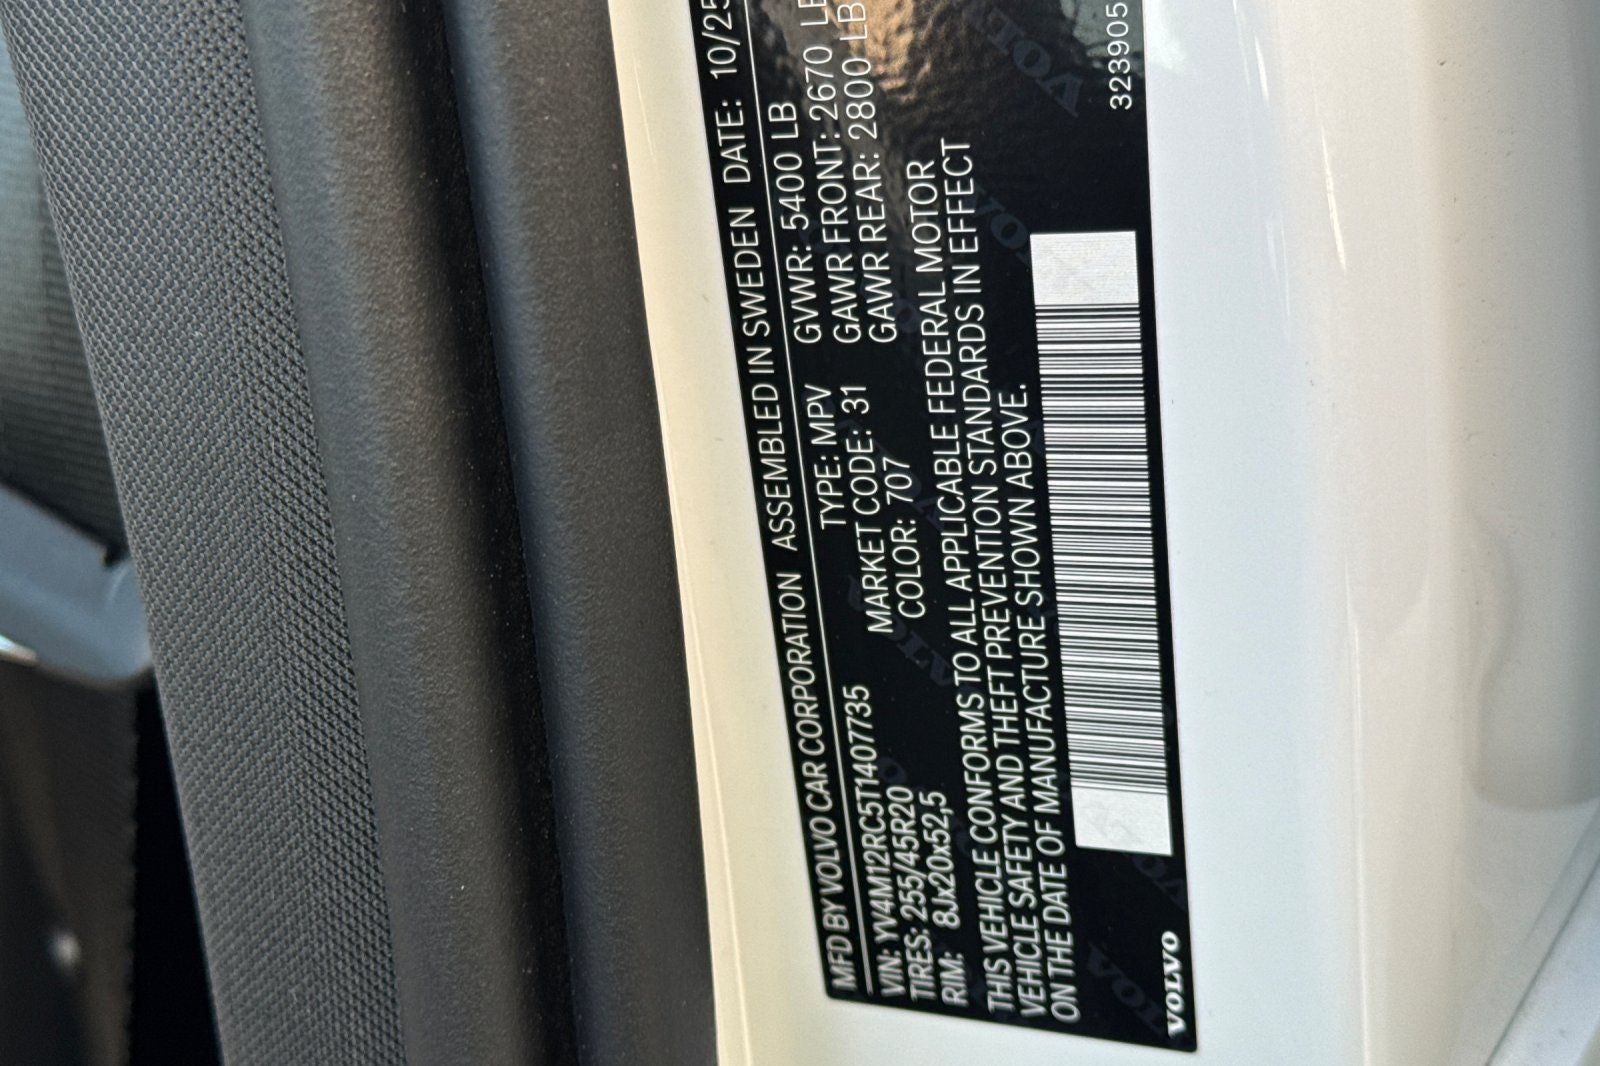 MFD BY VOLVO CAR CORPORATION ASSEMBLED IN SWEDEN DATE: 10/25
VIN: YV4M12RC5T1407735 TYPE: MPV GVWR: 5400 LB
TIRES: 255/45R20 MARKET CODE: 31 GAWR FRONT: 2670 LB
RIM: 8Jx20x52,5 COLOR: 707 GAWR REAR: 2800 LB
THIS VEHICLE CONFORMS TO ALL APPLICABLE FEDERAL MOTOR
VEHICLE SAFETY AND THEFT PREVENTION STANDARDS IN EFFECT
ON THE DATE OF MANUFACTURE SHOWN ABOVE.
VOLVO 323905